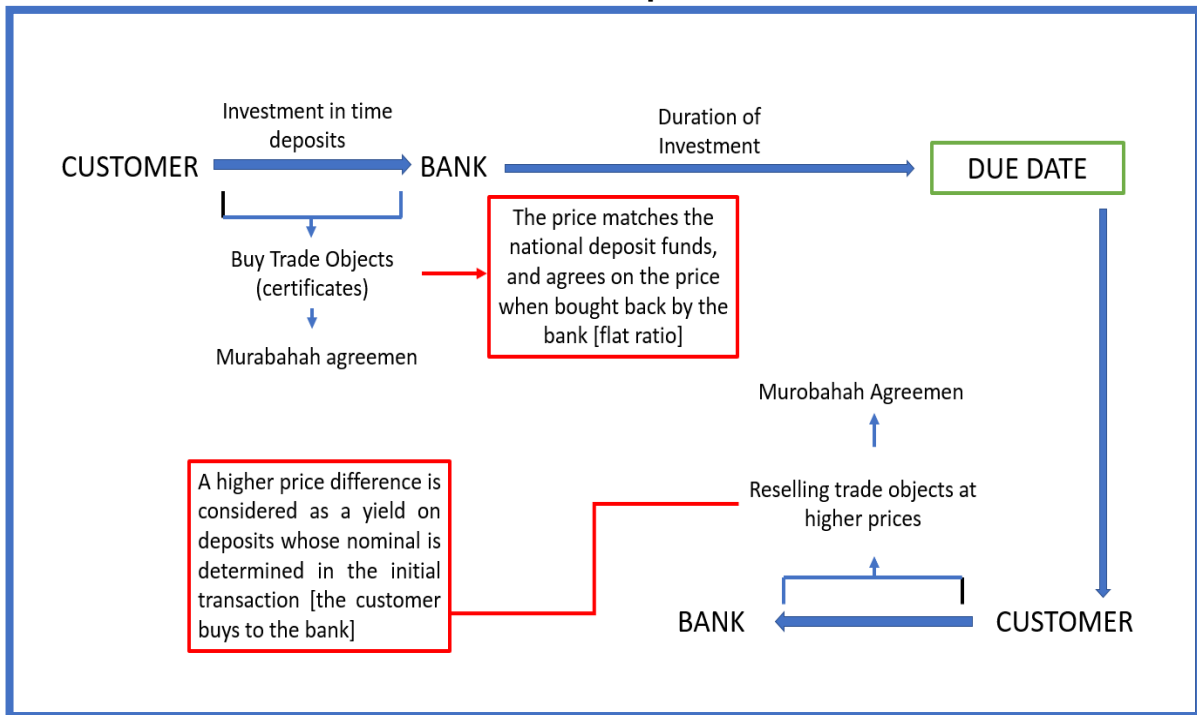 Investment in time
deposits
Duration of
Investment
CUSTOMER
BANK
DUE DATE
Buy Trade Objects
(certificates)
Murabahah agreemen
The price matches the
national deposit funds,
and agrees on the price
when bought back by the
bank [flat ratio]
Murobahah Agreemen
Reselling trade objects at
higher prices
A higher price difference is
considered as a yield on
deposits whose nominal is
determined in the initial
transaction [the customer
buys to the bank]
BANK
CUSTOMER